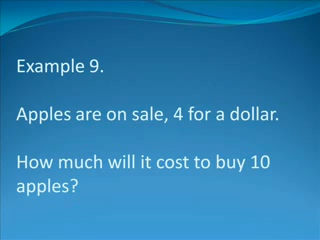 Example 9.
Apples are on sale, 4 for a dollar.
How much will it cost to buy 10
apples?